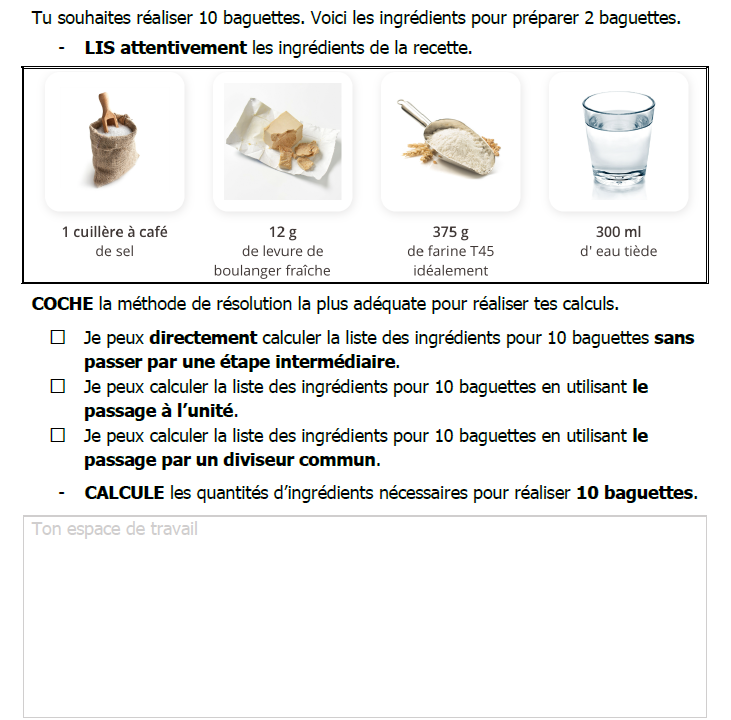 Tu souhaites réaliser 10 baguettes. Voici les ingrédients pour préparer 2 baguettes.
- LIS attentivement les ingrédients de la recette.
1 cuillère à café
de sel
12 g
de levure de
boulanger fraîche
375 g
de farine T45
idéalement
300 ml
d' eau tiède
COCHE la méthode de résolution la plus adéquate pour réaliser tes calculs.
☐ Je peux directement calculer la liste des ingrédients pour 10 baguettes sans
passer par une étape intermédiaire.
☐ Je peux calculer la liste des ingrédients pour 10 baguettes en utilisant le
passage à l’unité.
☐ Je peux calculer la liste des ingrédients pour 10 baguettes en utilisant le
passage par un diviseur commun.
- CALCULE les quantités d’ingrédients nécessaires pour réaliser 10 baguettes.
Ton espace de travail